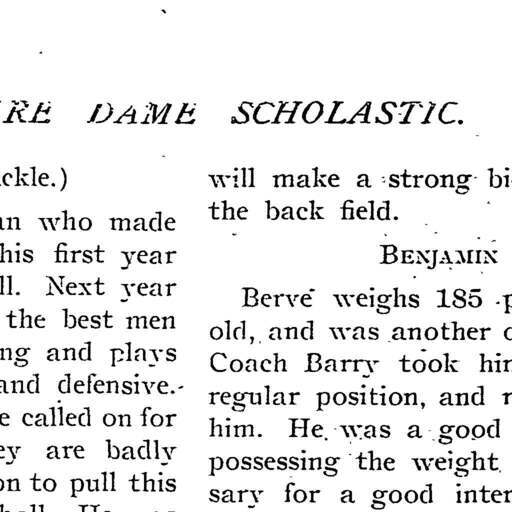 RE DAME SCHOLASTIC.
ckle.)
an who made
his first year
ll. Next year
the best men
ng and plays
and defensive.
e called on for
ey are badly
on to pull this
will make a strong bi
the back field.
BENJAMIN
Berve weighs 185 p
old, and was another o
Coach Barry took him
regular position, and r
him. He was a good
possessing the weight
sary for a good inter